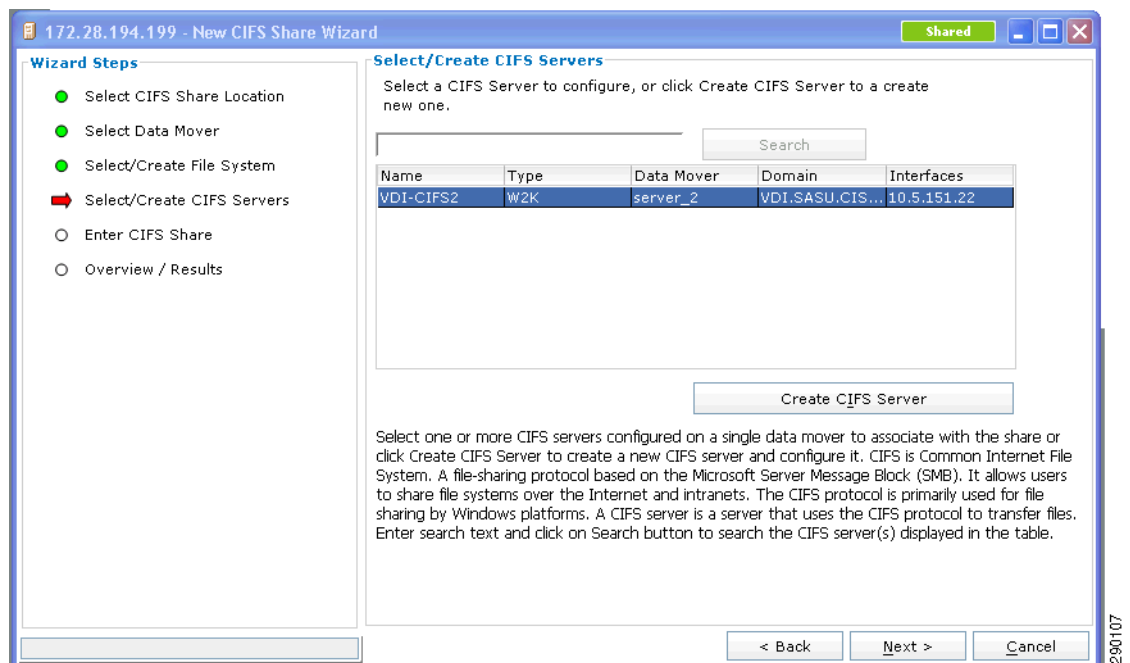 172.28.194.199 - New CIFS Share Wizard
Shared
Wizard Steps
Select CIFS Share Location
Select Data Mover
Select/Create File System
Select/Create CIFS Servers
Enter CIFS Share
Overview / Results
Select/Create CIFS Servers
Select a CIFS Server to configure, or click Create CIFS Server to a create
new one.
Search
Name Type Data Mover Domain Interfaces
VDI-CIFS2 W2K server_2 VDI.SASU.CIS... 10.5.151.22
Create CIFS Server
Select one or more CIFS servers configured on a single data mover to associate with the share or
click Create CIFS Server to create a new CIFS server and configure it. CIFS is Common Internet File
System. A file-sharing protocol based on the Microsoft Server Message Block (SMB). It allows users
to share file systems over the Internet and intranets. The CIFS protocol is primarily used for file
sharing by Windows platforms. A CIFS server is a server that uses the CIFS protocol to transfer files.
Enter search text and click on Search button to search the CIFS server(s) displayed in the table.
< Back Next > Cancel
290107